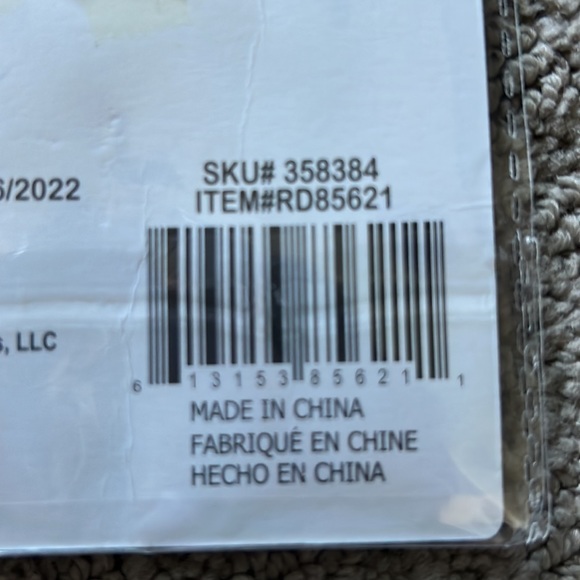 SKU# 358384
6/2022
ITEM#RD85621
s, LLC
6 13153 85621 1
MADE IN CHINA
FABRIQUÉ EN CHINE
HECHO EN CHINA